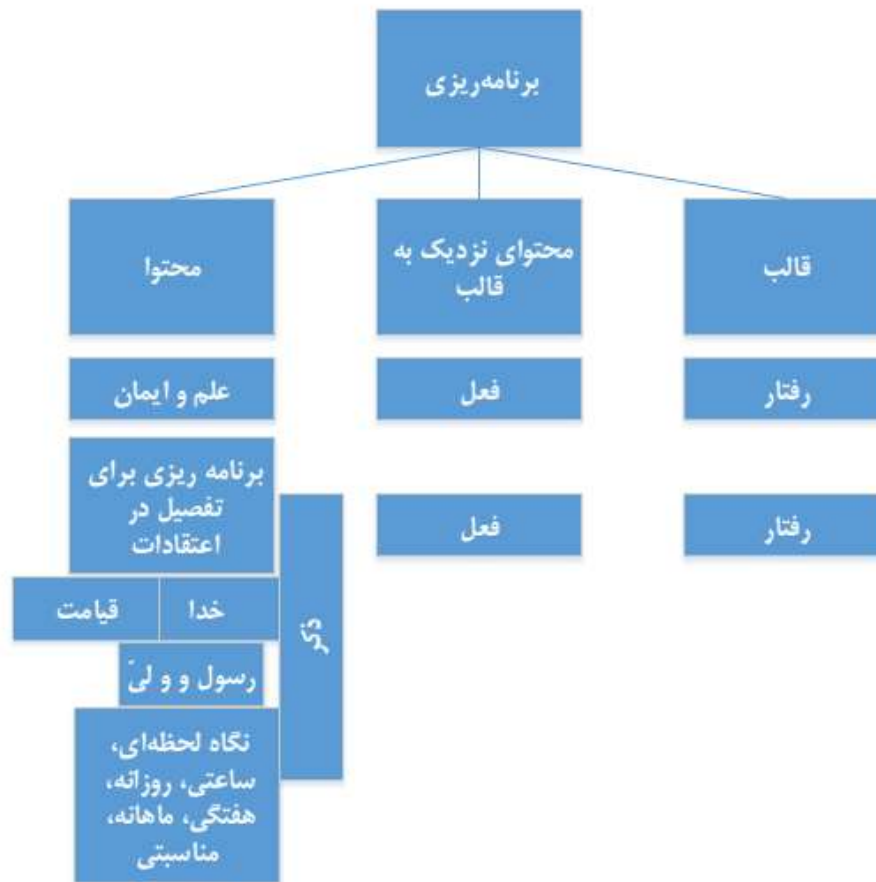 برنامه‌ریزی
قالب
محتوای نزدیک به
قالب
محتوا
رفتار
فعل
علم و ایمان
رفتار
فعل
برنامه ریزی برای
تفصیل در
اعتقادات
ذکر
خدا
قیامت
رسول و و لیّ
نگاه لحظه‌ای،
ساعتی، روزانه،
هفتگی، ماهانه،
مناسبتی